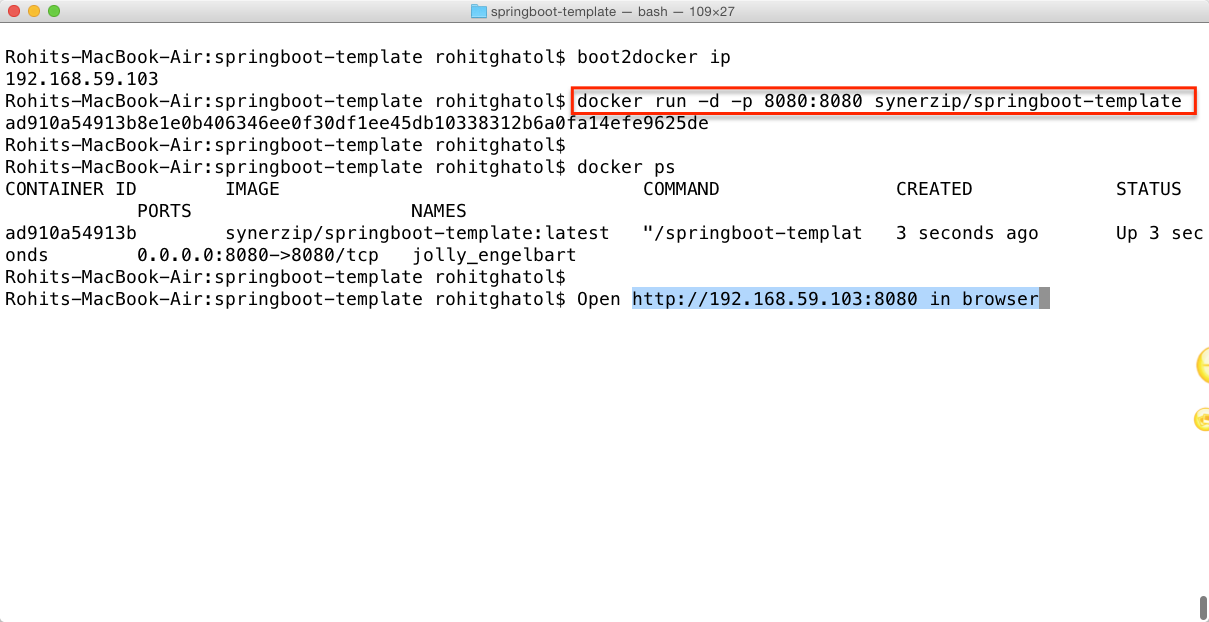 springboot-template — bash — 109×27
Rohits-MacBook-Air:springboot-template rohitghatol$ boot2docker ip
192.168.59.103
Rohits-MacBook-Air:springboot-template rohitghatol$ docker run -d -p 8080:8080 synerzip/springboot-template
ad910a54913b8e1e0b406346ee0f30df1ee45db10338312b6a0fa14efe9625de
Rohits-MacBook-Air:springboot-template rohitghatol$
Rohits-MacBook-Air:springboot-template rohitghatol$ docker ps
CONTAINER ID        IMAGE                                 COMMAND                CREATED             STATUS
            PORTS                    NAMES
ad910a54913b        synerzip/springboot-template:latest   "/springboot-templat   3 seconds ago       Up 3 sec
onds        0.0.0.0:8080->8080/tcp   jolly_engelbart
Rohits-MacBook-Air:springboot-template rohitghatol$
Rohits-MacBook-Air:springboot-template rohitghatol$ Open http://192.168.59.103:8080 in browser